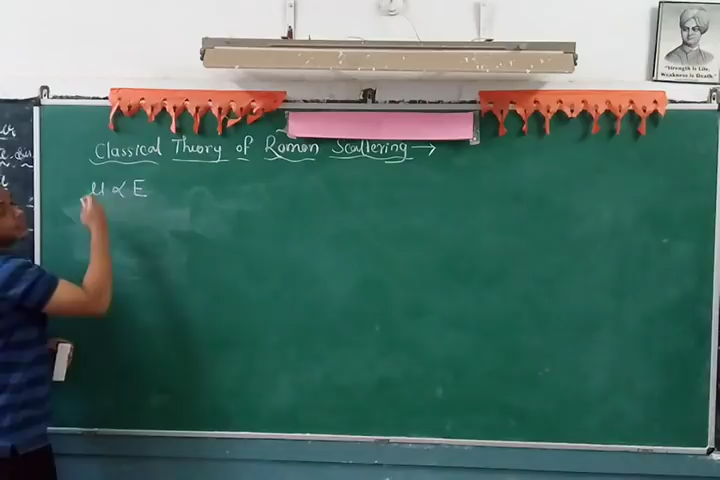 "Strength is Life,
Weakness is Death"
Classical Theory of Raman Scattering →
μ ∝ E